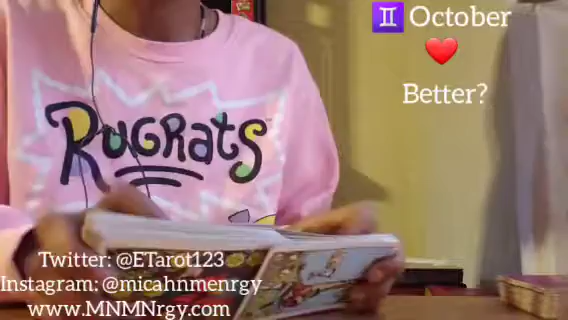 ♊ October
❤️
Better?
RUGRatS
Twitter: @ETarot123
Instagram: @micahnmenrgy
www.MNMNrgy.com